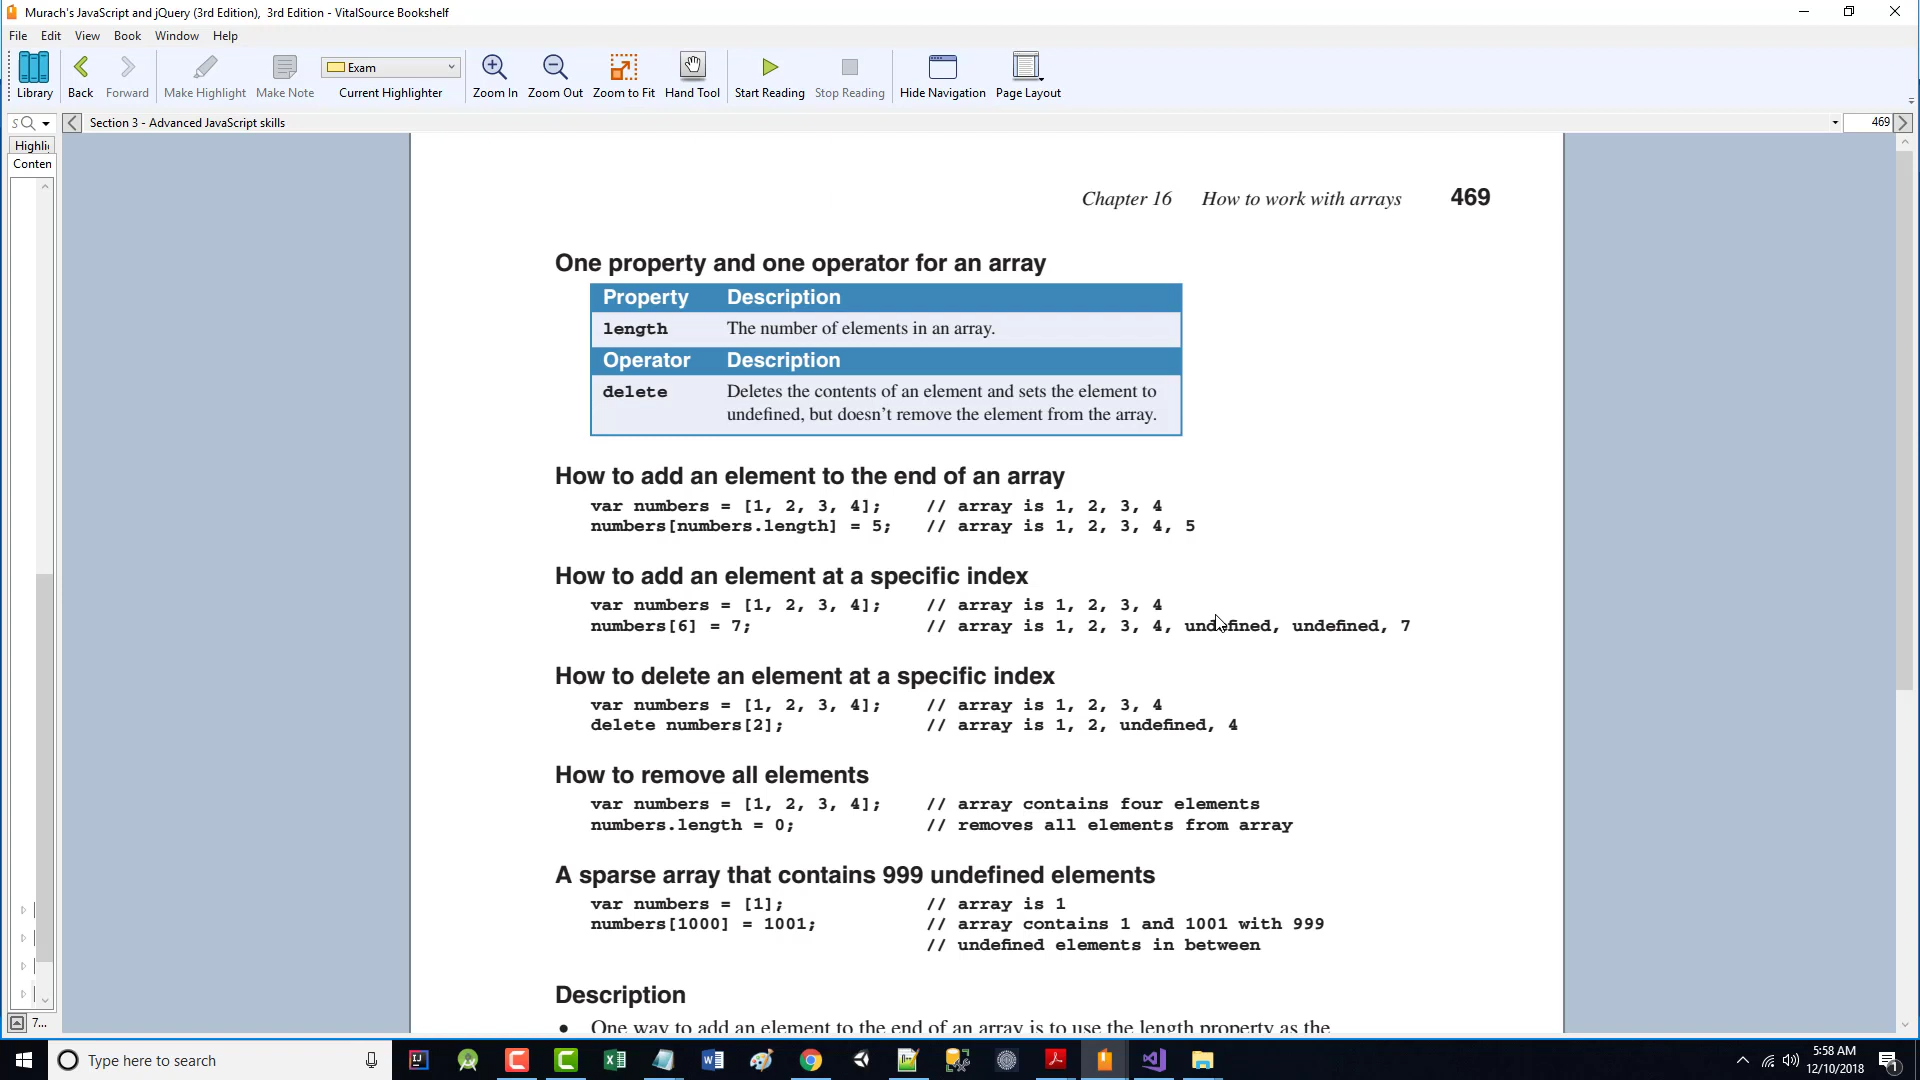 Murach's JavaScript and jQuery (3rd Edition),  3rd Edition - VitalSource Bookshelf
File Edit View Book Window Help
Exam
Library Back Forward Make Highlight Make Note Current Highlighter Zoom In Zoom Out Zoom to Fit Hand Tool Start Reading Stop Reading Hide Navigation Page Layout
S Section 3 - Advanced JavaScript skills 469
Highli
Conten
Chapter 16 How to work with arrays 469
One property and one operator for an array
Property Description
length The number of elements in an array.
Operator Description
delete Deletes the contents of an element and sets the element to
undefined, but doesn't remove the element from the array.
How to add an element to the end of an array
var numbers = [1, 2, 3, 4]; // array is 1, 2, 3, 4
numbers[numbers.length] = 5; // array is 1, 2, 3, 4, 5
How to add an element at a specific index
var numbers = [1, 2, 3, 4]; // array is 1, 2, 3, 4
numbers[6] = 7; // array is 1, 2, 3, 4, undefined, undefined, 7
How to delete an element at a specific index
var numbers = [1, 2, 3, 4]; // array is 1, 2, 3, 4
delete numbers[2]; // array is 1, 2, undefined, 4
How to remove all elements
var numbers = [1, 2, 3, 4]; // array contains four elements
numbers.length = 0; // removes all elements from array
A sparse array that contains 999 undefined elements
var numbers = [1]; // array is 1
numbers[1000] = 1001; // array contains 1 and 1001 with 999
// undefined elements in between
Description
• One way to add an element to the end of an array is to use the length property as the
7...
Type here to search
5:58 AM
12/10/2018
1